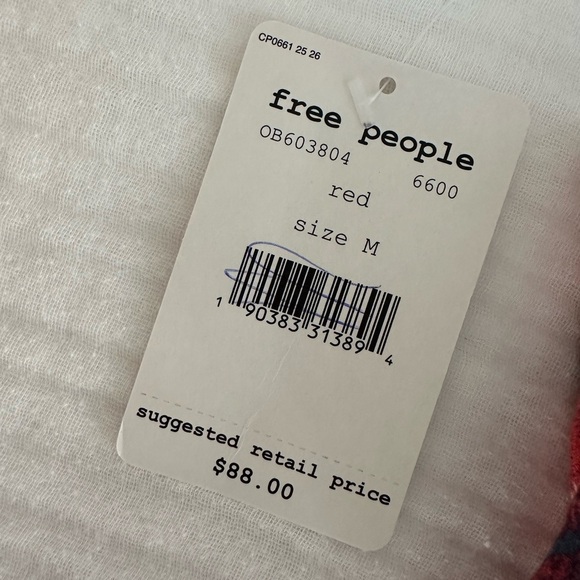 CP0661 25 26
free people
OB603804 6600
red
size M
1 90383 31389 4
suggested retail price
$88.00